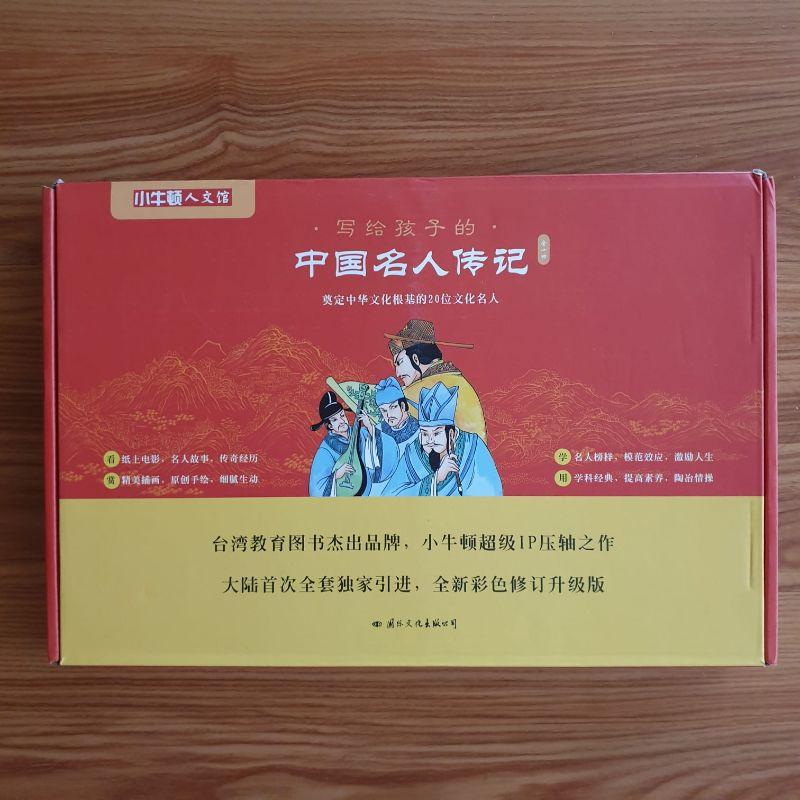 小牛顿人文馆
·写给孩子的·
中国名人传记
奠定中华文化根基的20位文化名人
看 纸上电影，名人故事，传奇经历
赏 精美插画，原创手绘，细腻生动
学 名人榜样，模范效应，激励人生
用 学科经典，提高素养，陶冶情操
台湾教育图书杰出品牌，小牛顿超级IP压轴之作
大陆首次全套独家引进，全新彩色修订升级版
国际文化出版公司